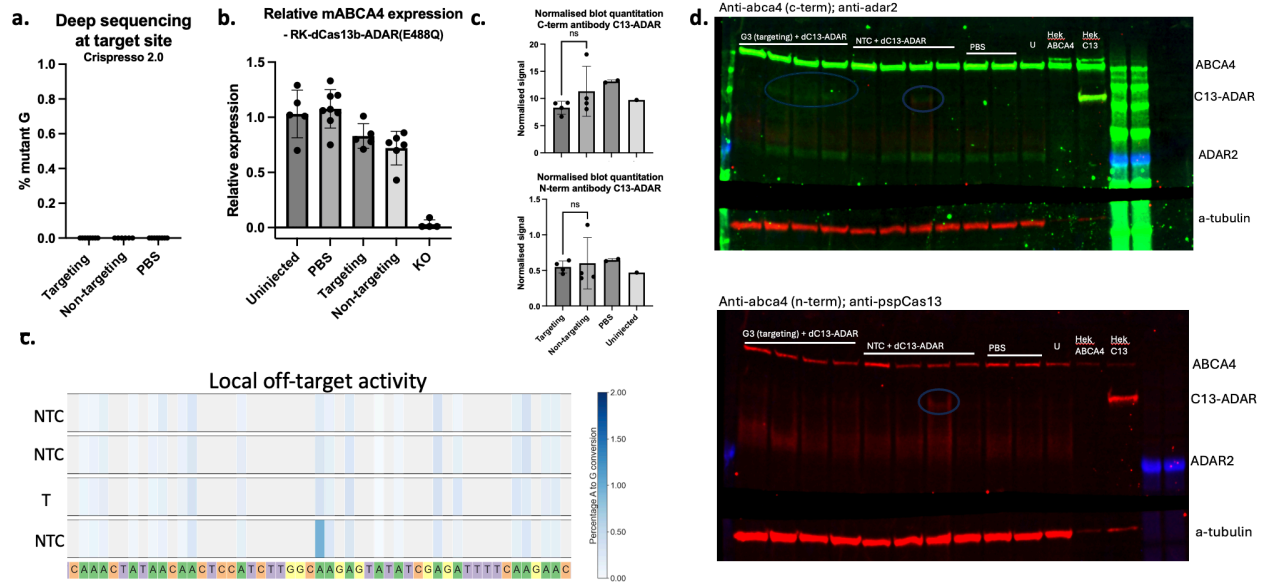 a.
Deep sequencing
at target site
Crispresso 2.0
% mutant G
1.0
0.8
0.6
0.4
0.2
0.0
Targeting
Non-targeting
PBS
b.
Relative mABCA4 expression
- RK-dCas13b-ADAR(E488Q)
Relative expression
1.5
1.0
0.5
0.0
Uninjected
PBS
Targeting
Non-targeting
KO
c.
Normalised blot quantitation
C-term antibody C13-ADAR
ns
Normalised signal
20
15
10
5
0
Normalised blot quantitation
N-term antibody C13-ADAR
ns
Normalised signal
1.5
1.0
0.5
0.0
Targeting
Non-targeting
PBS
Uninjected
d.
Anti-abca4 (c-term); anti-adar2
G3 (targeting) + dC13-ADAR
NTC + dC13-ADAR
PBS
U
Hek
ABCA4
Hek
C13
ABCA4
C13-ADAR
ADAR2
a-tubulin
Anti-abca4 (n-term); anti-pspCas13
G3 (targeting) + dC13-ADAR
NTC + dC13-ADAR
PBS
U
Hek
ABCA4
Hek
C13
ABCA4
C13-ADAR
ADAR2
a-tubulin
c.
Local off-target activity
NTC
NTC
T
NTC
CAAACTATAACAACTCCATCTTGGCAAGAGTATATCGAGATTTTCAAGAAC
2.00
1.50
1.00
0.50
0.00
Percentage A to G conversion